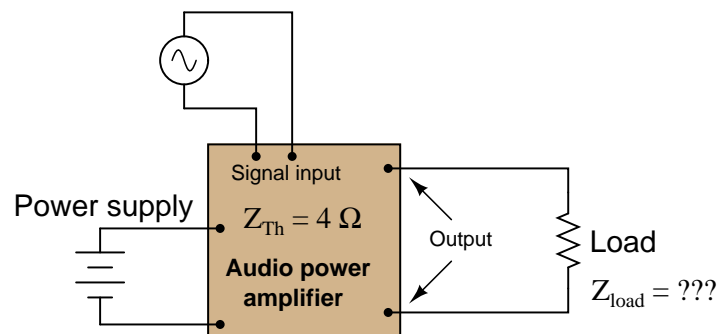 Signal input
Power supply
Z_Th = 4 Ω
Output
Load
Audio power
amplifier
Z_load = ???